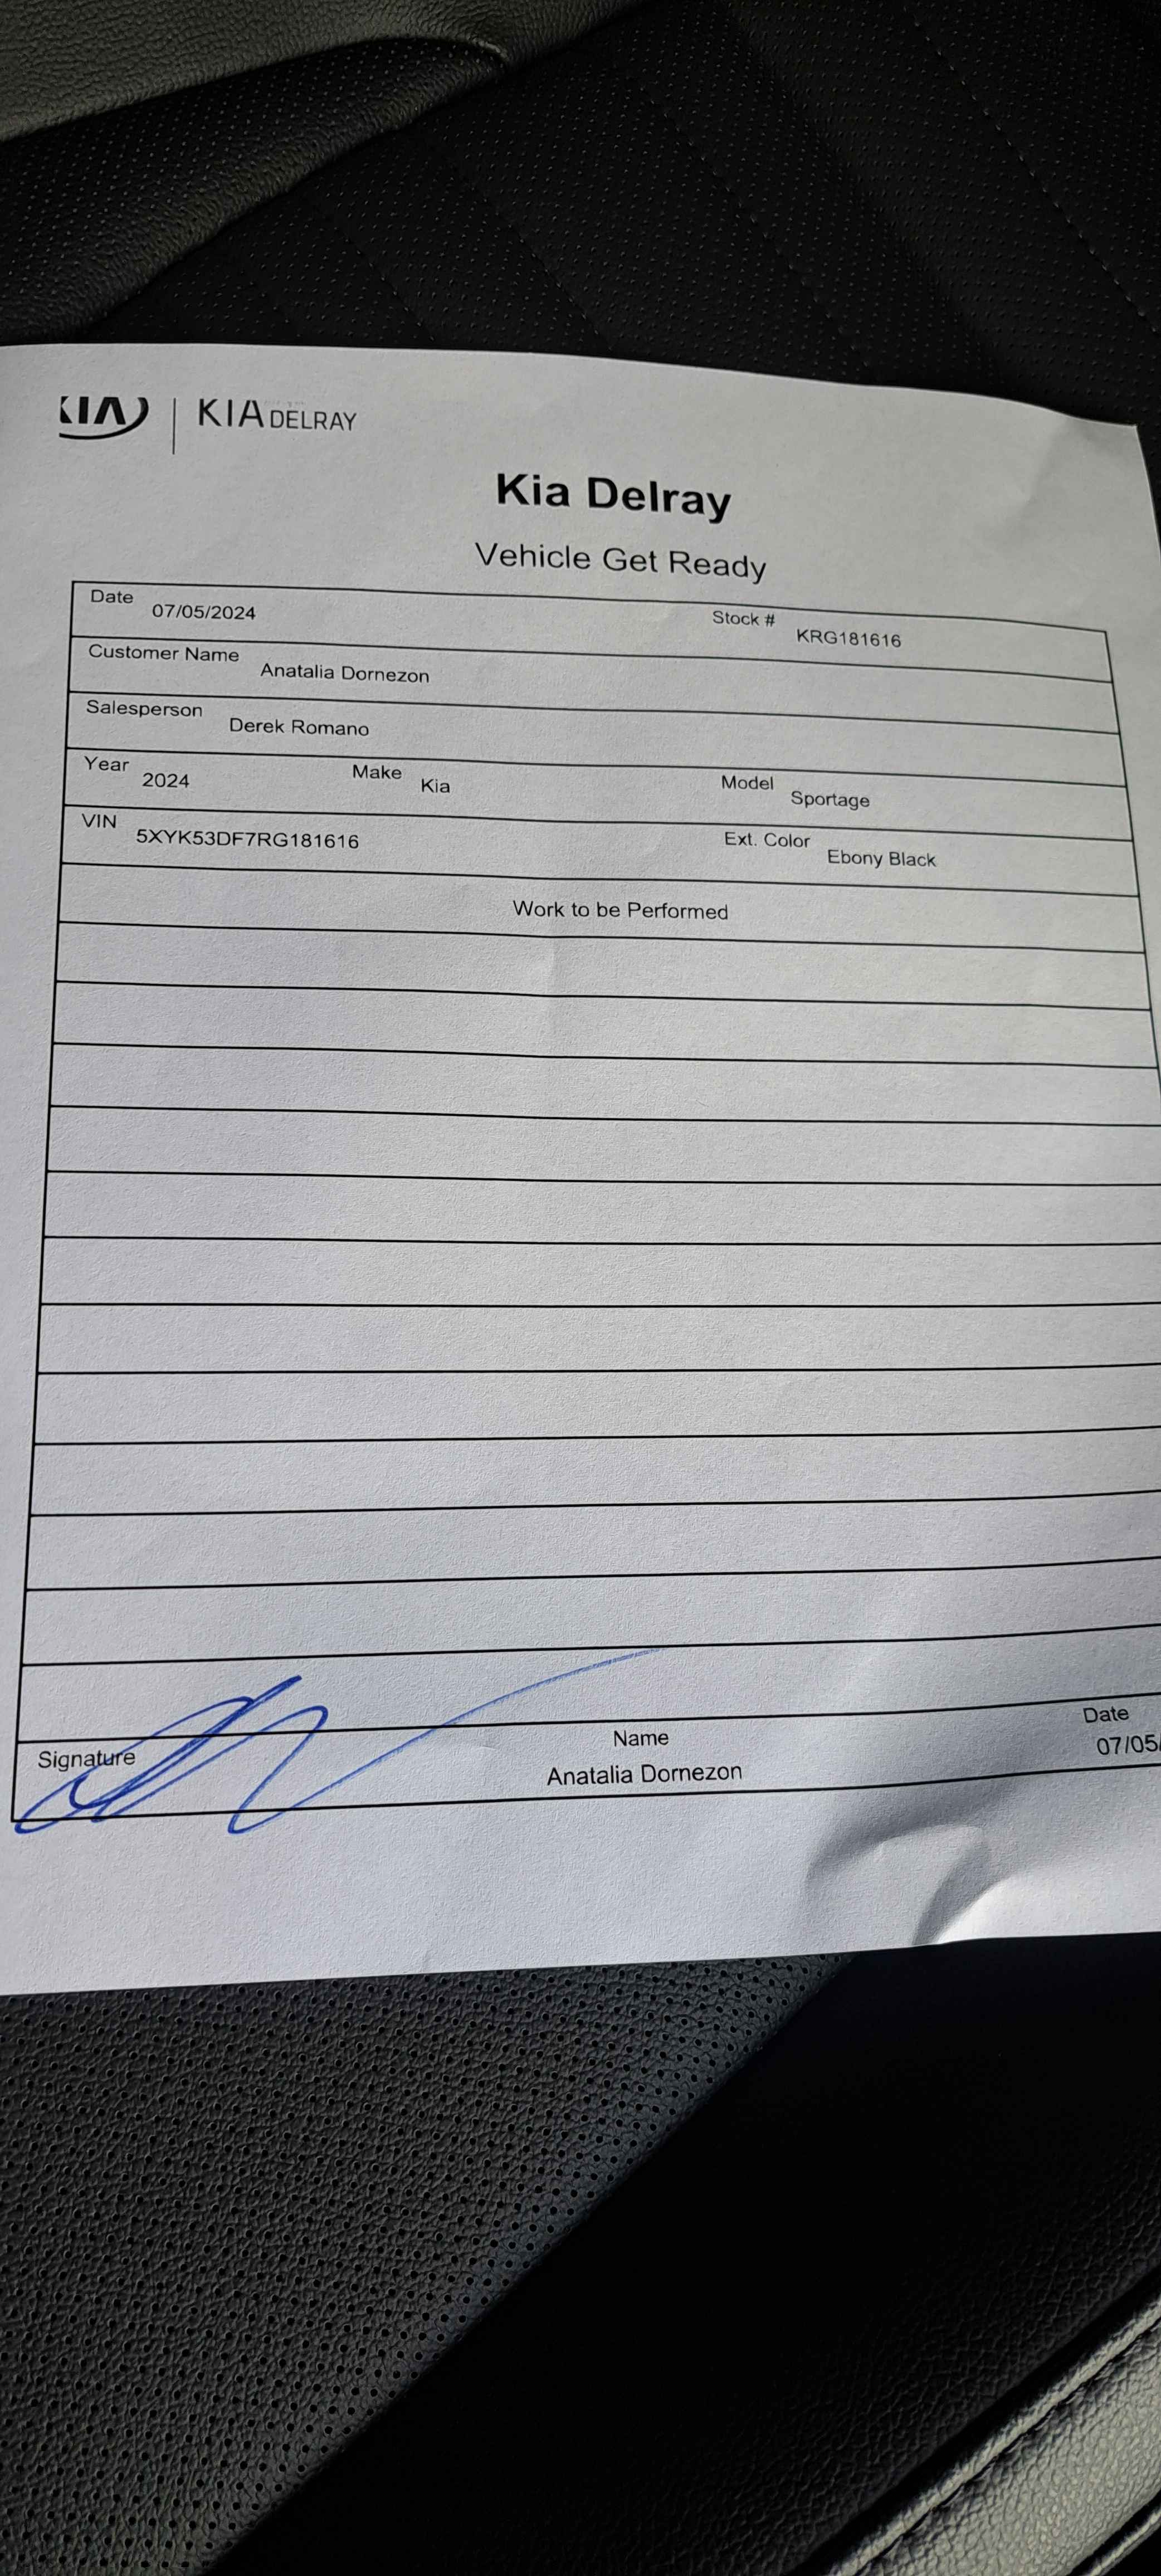 KIA | KIA DELRAY
Kia Delray
Vehicle Get Ready
Date 07/05/2024 Stock # KRG181616
Customer Name Anatalia Dornezon
Salesperson Derek Romano
Year 2024 Make Kia Model Sportage
VIN 5XYK53DF7RG181616 Ext. Color Ebony Black
Work to be Performed
Signature Name Date
Anatalia Dornezon 07/05/